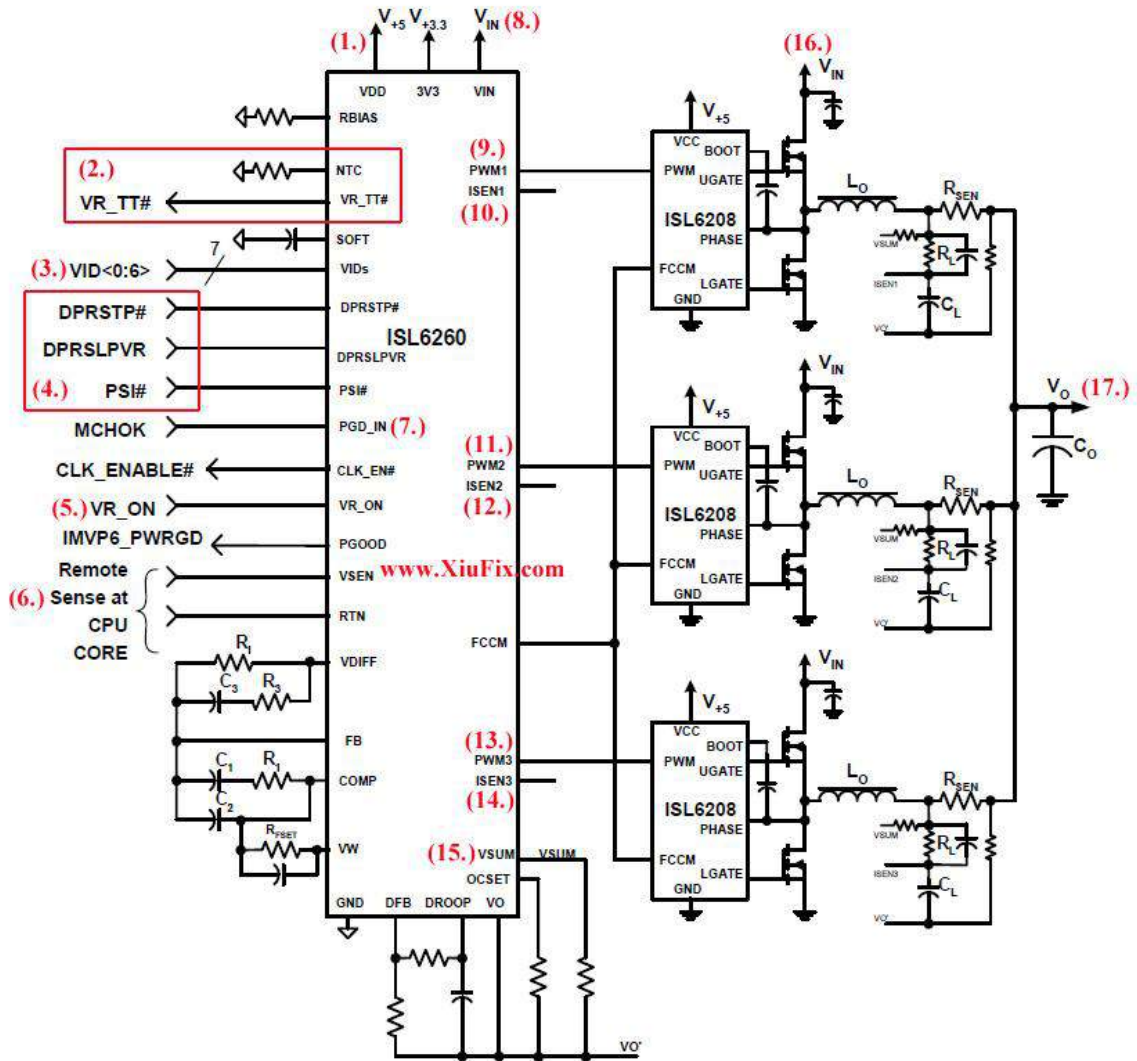 V+5 V+3.3 VIN (8.)
(1.)
VDD 3V3 VIN
RBIAS
(2.)
NTC
VR_TT# VR_TT#
SOFT
7
(3.) VID<0:6> VIDs
DPRSTP# DPRSTP#
ISL6260
DPRSLPVR DPRSLPVR
(4.) PSI# PSI#
MCHOK PGD_IN (7.)
CLK_ENABLE# CLK_EN#
(5.) VR_ON VR_ON
IMVP6_PWRGD PGOOD
www.XiuFix.com
Remote
(6.) Sense at
CPU
CORE
VSEN
RTN
RI VDIFF
C3 R3
FB
C1 R1 COMP
C2
RFSET VW
GND DFB DROOP VO
(9.)
PWM1
ISEN1
(10.)
(11.)
PWM2
ISEN2
(12.)
FCCM
(13.)
PWM3
ISEN3
(14.)
(15.) VSUM VSUM
OCSET
VO'
(16.)
VIN
V+5
VCC
BOOT
PWM UGATE
ISL6208
PHASE
FCCM
LGATE
GND
LO RSEN
VSUM RL
ISEN1
CL
VO'
VIN
V+5
VCC
BOOT
PWM UGATE
ISL6208
PHASE
FCCM
LGATE
GND
LO RSEN
VSUM RL
ISEN2
CL
VO'
VO (17.)
CO
VIN
V+5
VCC
BOOT
PWM UGATE
ISL6208
PHASE
FCCM
LGATE
GND
LO RSEN
VSUM RL
ISEN3
CL
VO'